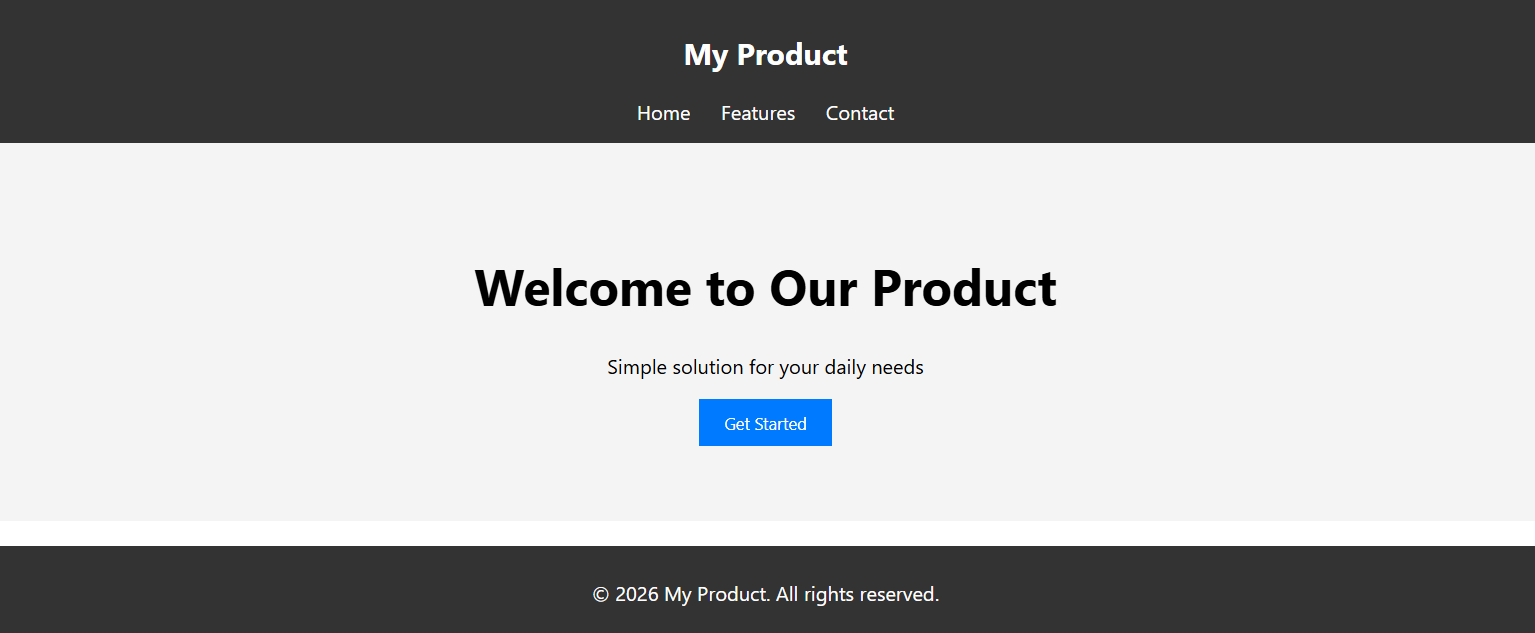 My Product
Home Features Contact
Welcome to Our Product
Simple solution for your daily needs
Get Started
© 2026 My Product. All rights reserved.